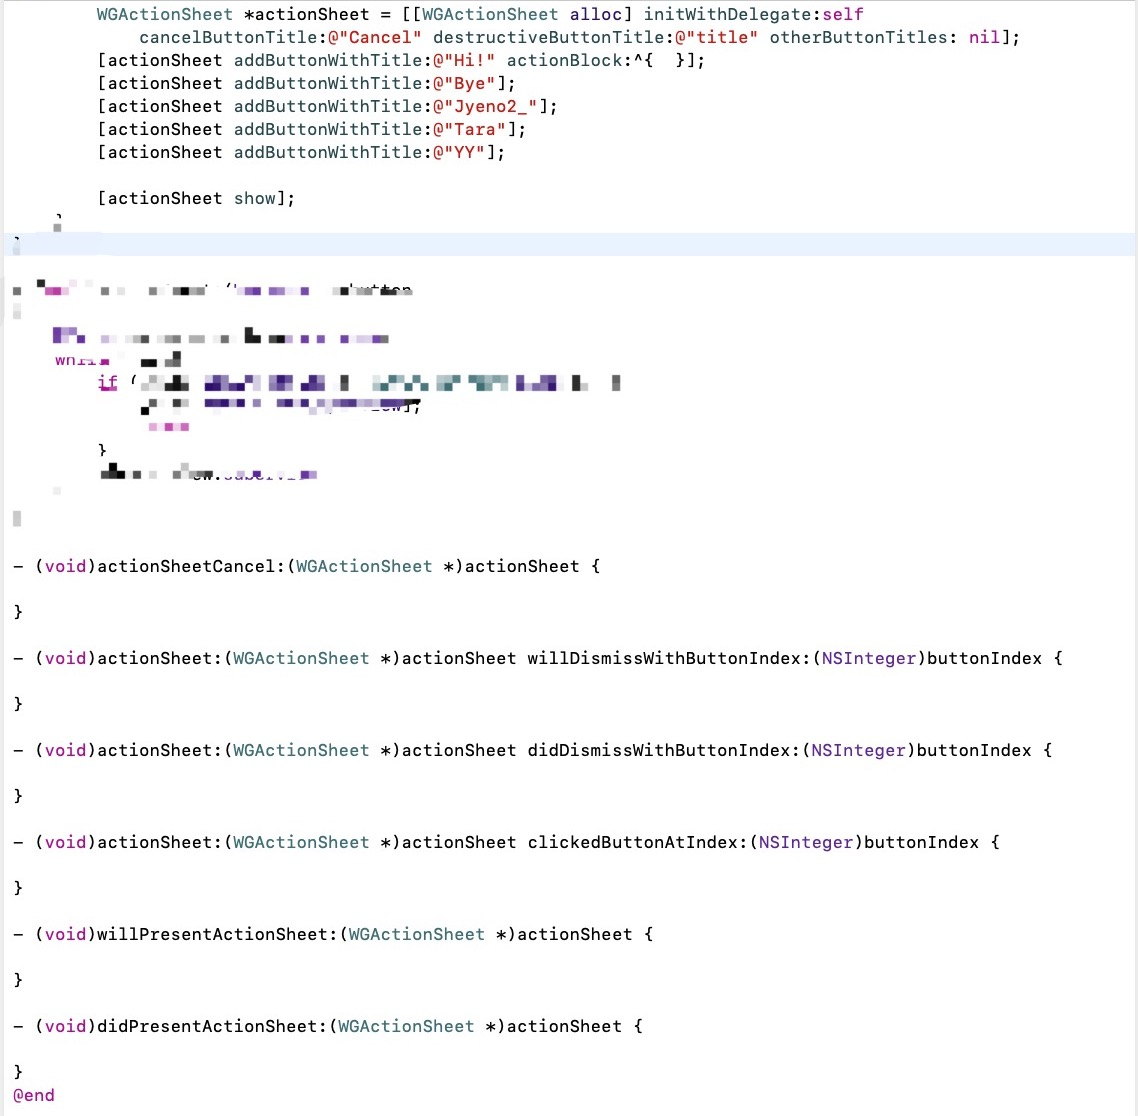 WGActionSheet *actionSheet = [[WGActionSheet alloc] initWithDelegate:self
cancelButtonTitle:@"Cancel" destructiveButtonTitle:@"title" otherButtonTitles: nil];
[actionSheet addButtonWithTitle:@"Hi!" actionBlock:^{  }];
[actionSheet addButtonWithTitle:@"Bye"];
[actionSheet addButtonWithTitle:@"Jyeno2_"];
[actionSheet addButtonWithTitle:@"Tara"];
[actionSheet addButtonWithTitle:@"YY"];
[actionSheet show];
if (
}
- (void)actionSheetCancel:(WGActionSheet *)actionSheet {
}
- (void)actionSheet:(WGActionSheet *)actionSheet willDismissWithButtonIndex:(NSInteger)buttonIndex {
}
- (void)actionSheet:(WGActionSheet *)actionSheet didDismissWithButtonIndex:(NSInteger)buttonIndex {
}
- (void)actionSheet:(WGActionSheet *)actionSheet clickedButtonAtIndex:(NSInteger)buttonIndex {
}
- (void)willPresentActionSheet:(WGActionSheet *)actionSheet {
}
- (void)didPresentActionSheet:(WGActionSheet *)actionSheet {
}
@end